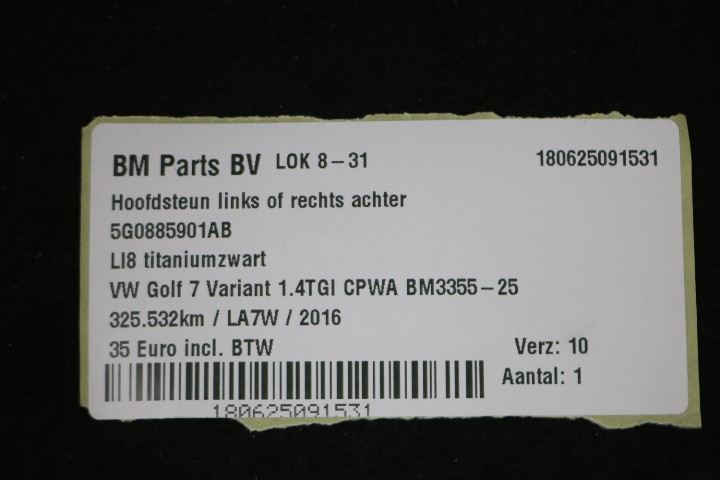 BM Parts BV LOK 8-31 180625091531
Hoofdsteun links of rechts achter
5G0885901AB
LI8 titaniumzwart
VW Golf 7 Variant 1.4TGI CPWA BM3355-25
325.532km / LA7W / 2016
35 Euro incl. BTW Verz: 10
Aantal: 1
180625091531